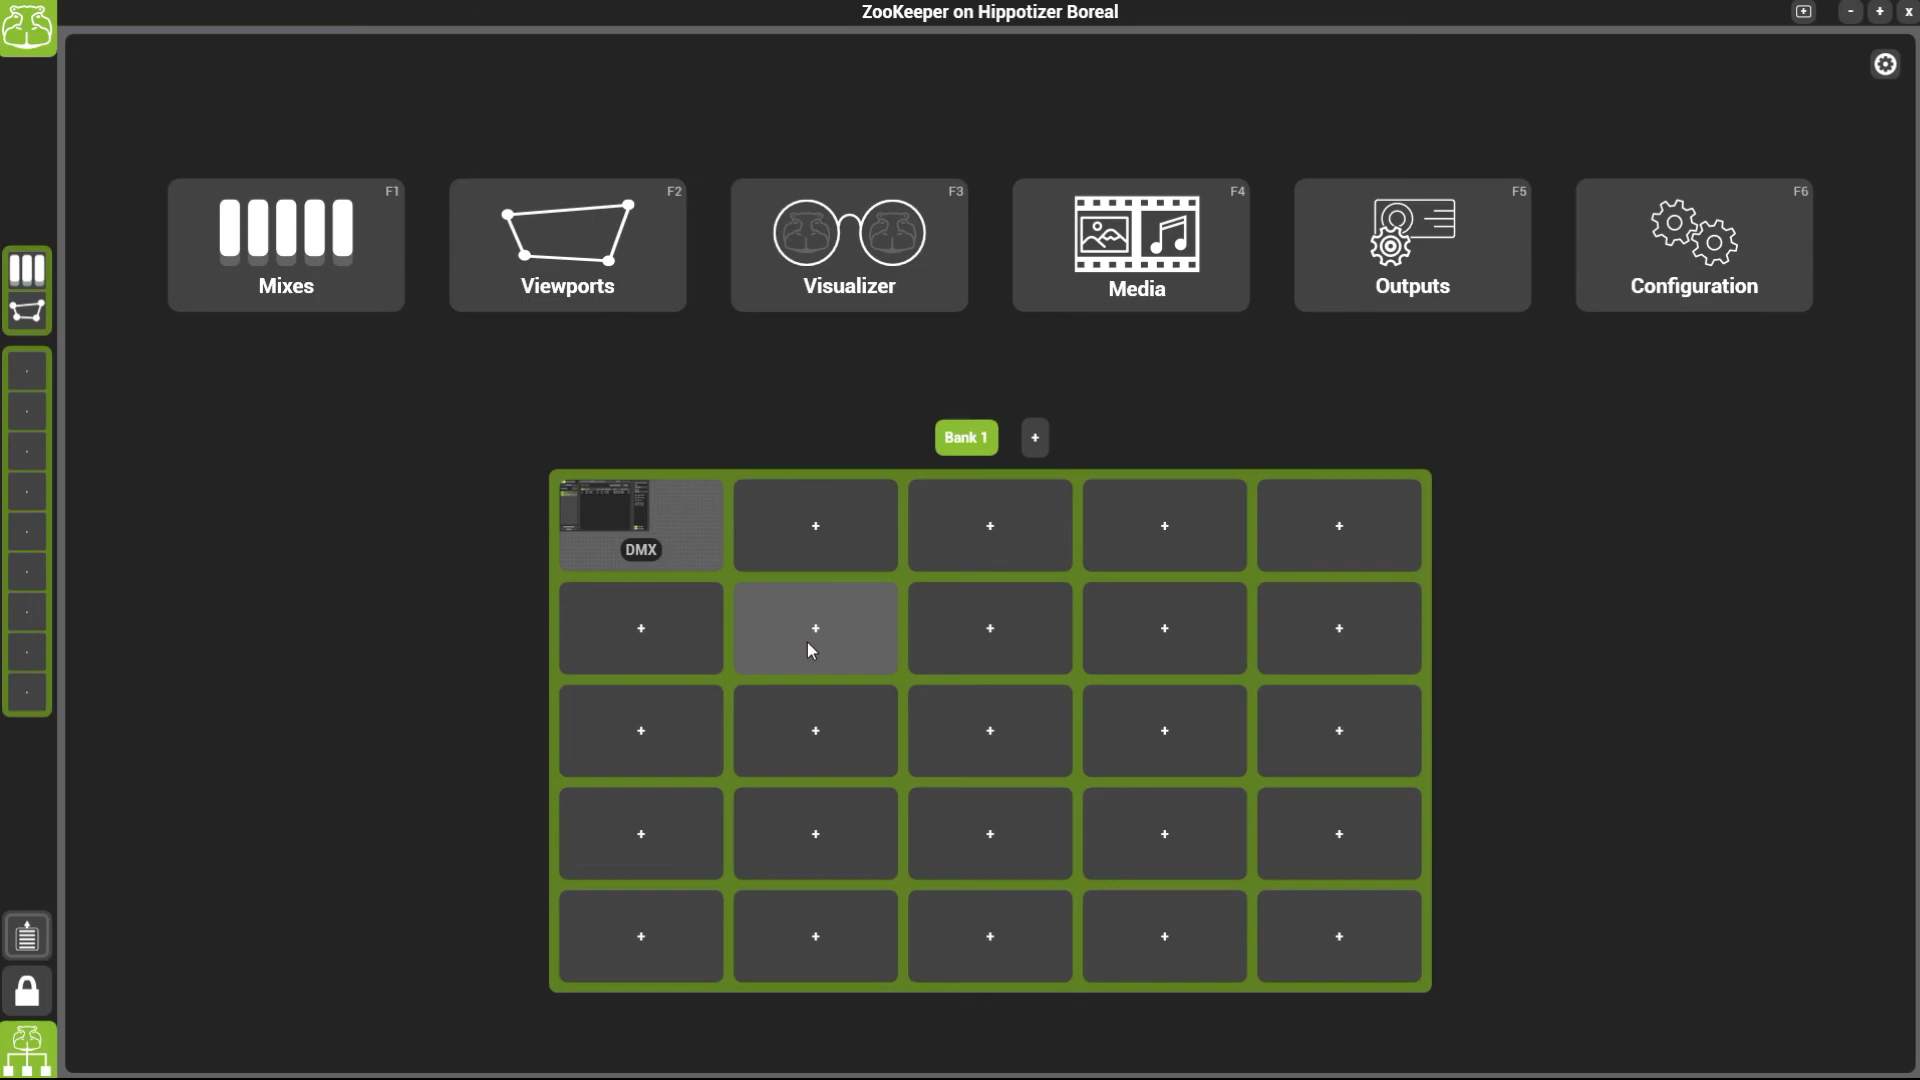 ZooKeeper on Hippotizer Boreal
- + x
F1 F2 F3 F4 F5 F6
Mixes Viewports Visualizer Media Outputs Configuration
Bank 1 +
+ + + +
DMX
+ + + + +
+ + + + +
+ + + + +
+ + + + +